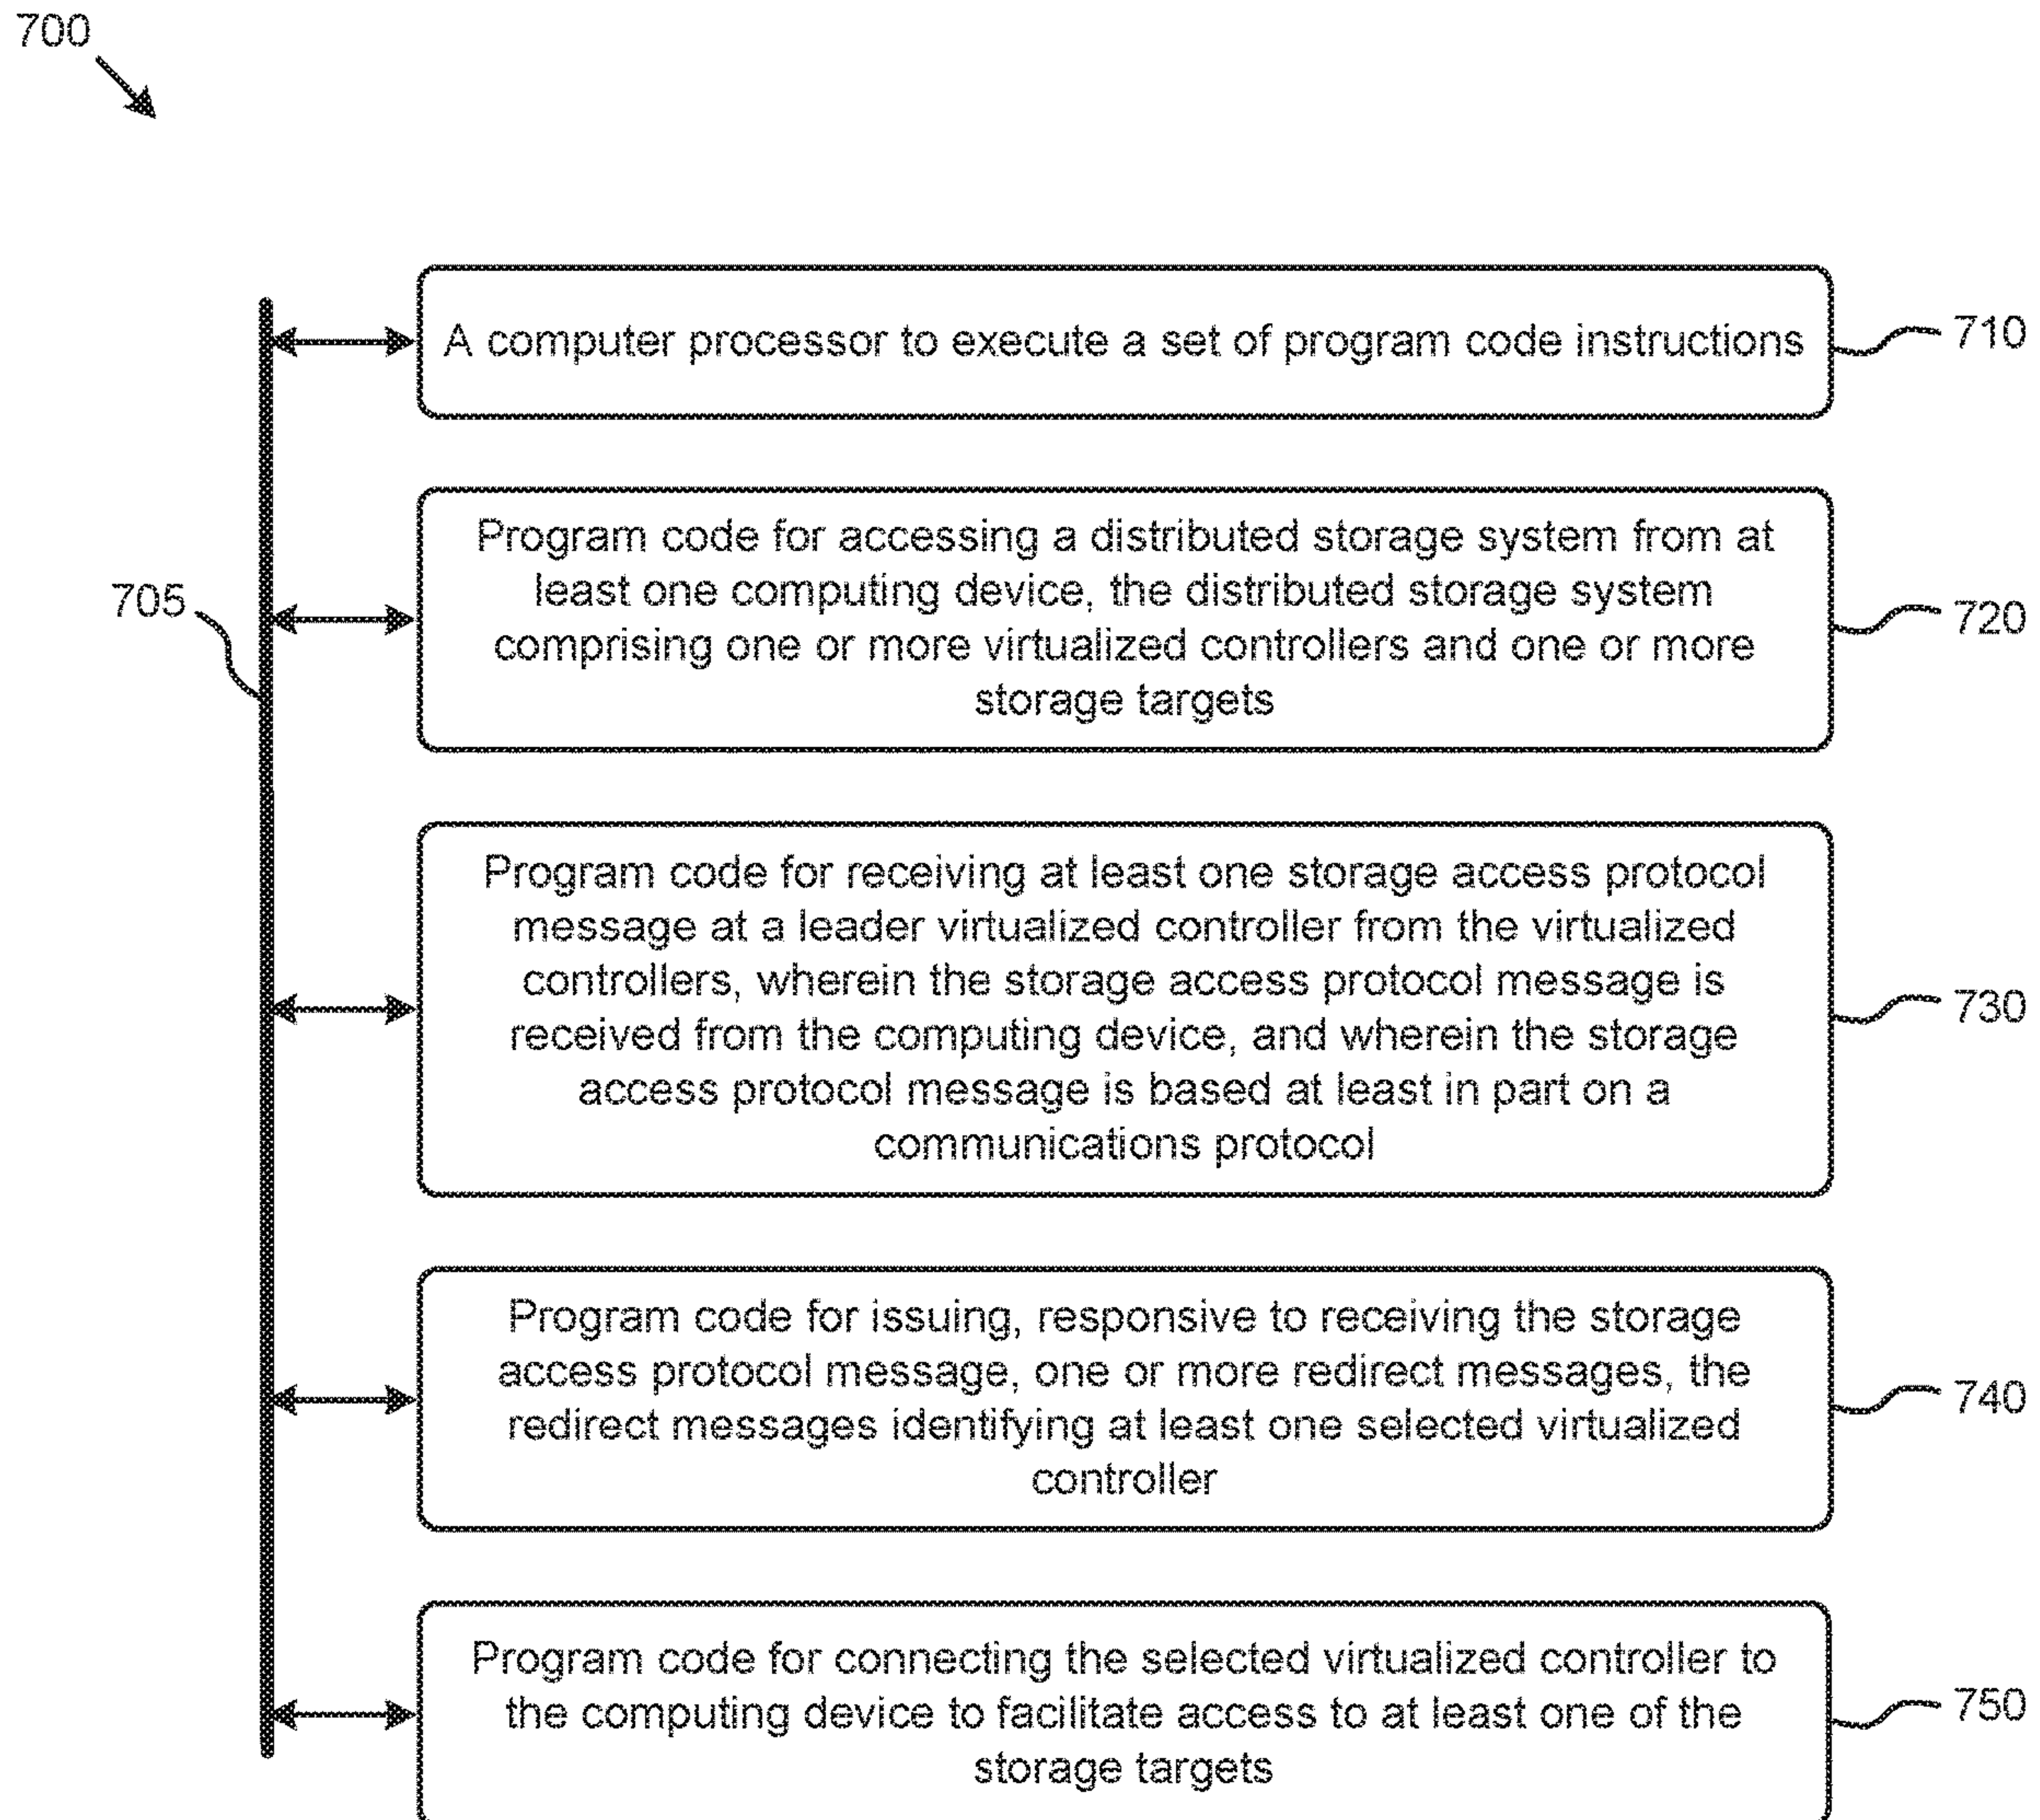 700
A computer processor to execute a set of program code instructions
710
Program code for accessing a distributed storage system from at
least one computing device, the distributed storage system
comprising one or more virtualized controllers and one or more
storage targets
705
720
Program code for receiving at least one storage access protocol
message at a leader virtualized controller from the virtualized
controllers, wherein the storage access protocol message is
received from the computing device, and wherein the storage
access protocol message is based at least in part on a
communications protocol
730
Program code for issuing, responsive to receiving the storage
access protocol message, one or more redirect messages, the
redirect messages identifying at least one selected virtualized
controller
740
Program code for connecting the selected virtualized controller to
the computing device to facilitate access to at least one of the
storage targets
750